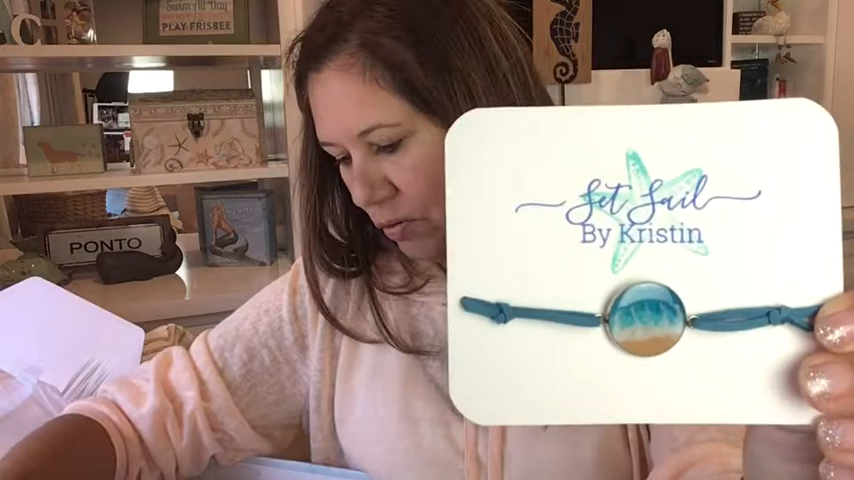 SWIM ALL DAY
PLAY FRISBEE
PONTO
Set Sail
By Kristin